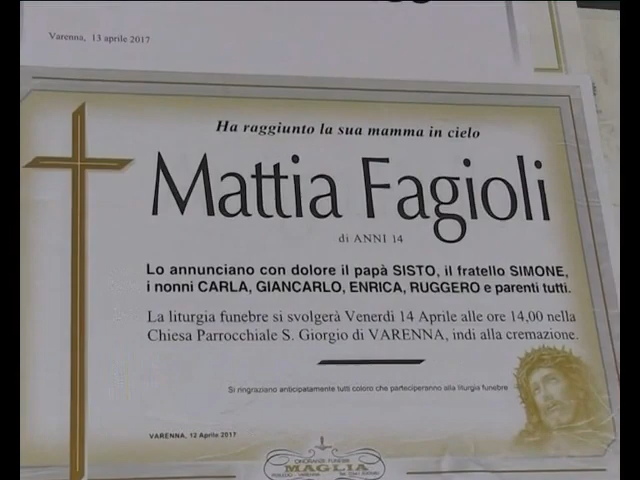 Varenna, 13 aprile 2017
Ha raggiunto la sua mamma in cielo
Mattia Fagioli
di ANNI 14
Lo annunciano con dolore il papà SISTO, il fratello SIMONE,
i nonni CARLA, GIANCARLO, ENRICA, RUGGERO e parenti tutti.
La liturgia funebre si svolgerà Venerdì 14 Aprile alle ore 14,00 nella
Chiesa Parrocchiale S. Giorgio di VARENNA, indi alla cremazione.
Si ringraziano anticipatamente tutti coloro che parteciperanno alla liturgia funebre
VARENNA, 12 Aprile 2017
ONORANZE FUNEBRI
MAGLIA